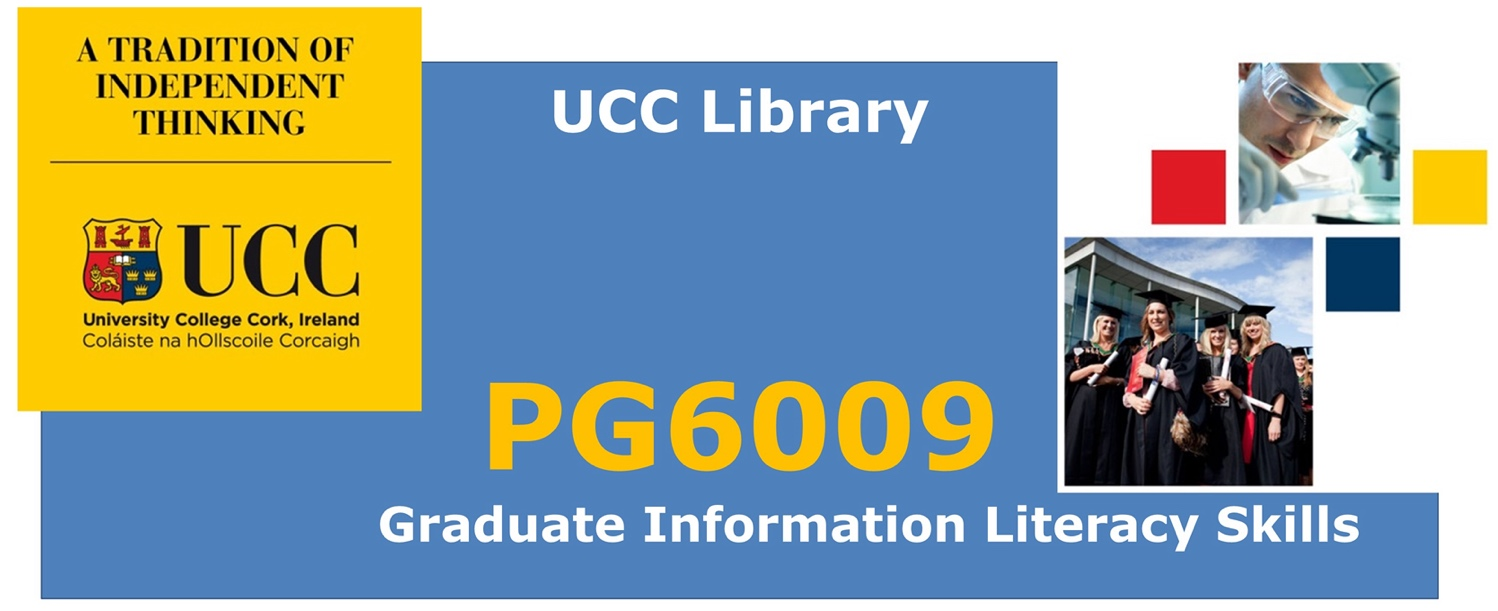 A TRADITION OF
INDEPENDENT
THINKING
UCC
University College Cork, Ireland
Coláiste na hOllscoile Corcaigh
UCC Library
PG6009
Graduate Information Literacy Skills